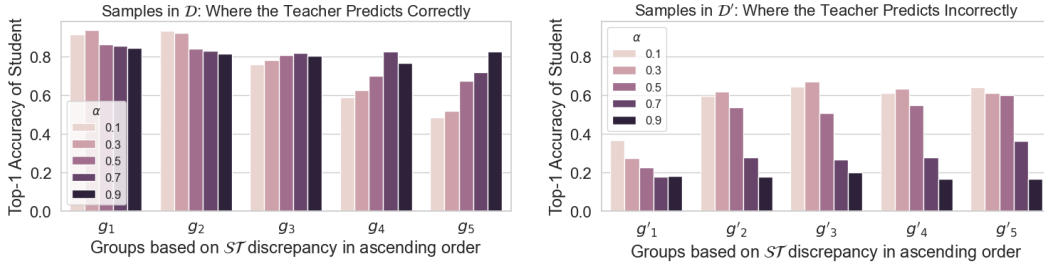 Samples in 𝒟: Where the Teacher Predicts Correctly
Top-1 Accuracy of Student
0.8
0.6
0.4
0.2
0.0
α
0.1
0.3
0.5
0.7
0.9
g₁ g₂ g₃ g₄ g₅
Groups based on 𝒮𝒯 discrepancy in ascending order
Samples in 𝒟′: Where the Teacher Predicts Incorrectly
Top-1 Accuracy of Student
0.8
0.6
0.4
0.2
0.0
α
0.1
0.3
0.5
0.7
0.9
g′₁ g′₂ g′₃ g′₄ g′₅
Groups based on 𝒮𝒯 discrepancy in ascending order